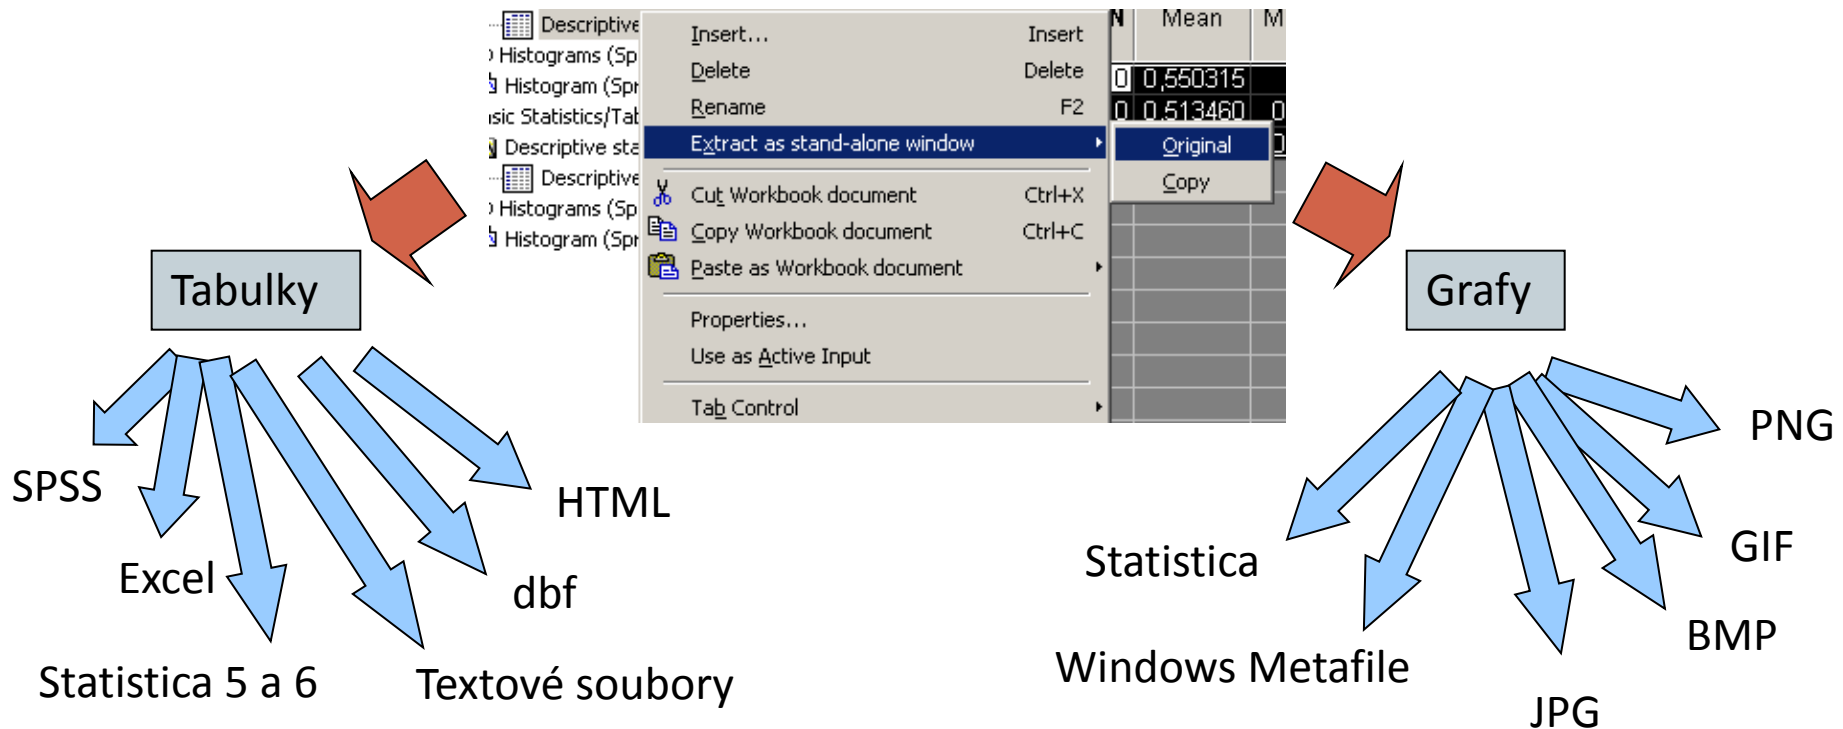 Descriptive
Histograms (Sp
Histogram (Spr
sic Statistics/Tab
Descriptive sta
Descriptive
Histograms (Sp
Histogram (Spr
Insert... Insert
Delete Delete
Rename F2
Extract as stand-alone window
Cut Workbook document Ctrl+X
Copy Workbook document Ctrl+C
Paste as Workbook document
Properties...
Use as Active Input
Tab Control
Original
Copy
N Mean M
0 0,550315
0 0,513460 0
Tabulky
SPSS
Excel
Statistica 5 a 6
Textové soubory
dbf
HTML
Grafy
Statistica
Windows Metafile
JPG
BMP
GIF
PNG